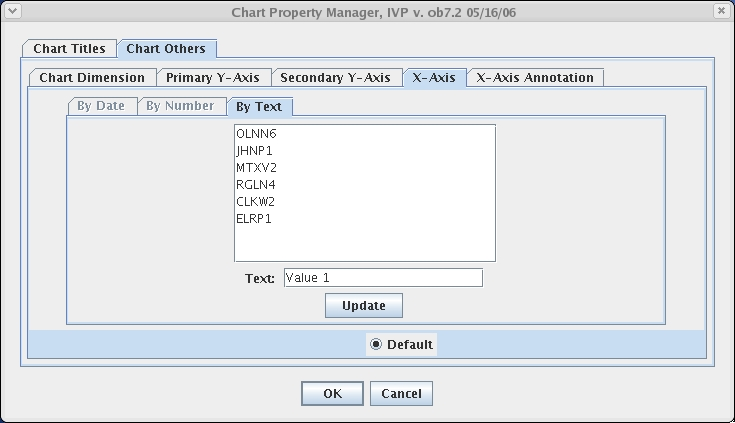 Chart Property Manager, IVP v. ob7.2 05/16/06
Chart Titles Chart Others
Chart Dimension Primary Y-Axis Secondary Y-Axis X-Axis X-Axis Annotation
By Date By Number By Text
OLNN6
JHNP1
MTXV2
RGLN4
CLKW2
ELRP1
Text: Value 1
Update
Default
OK Cancel